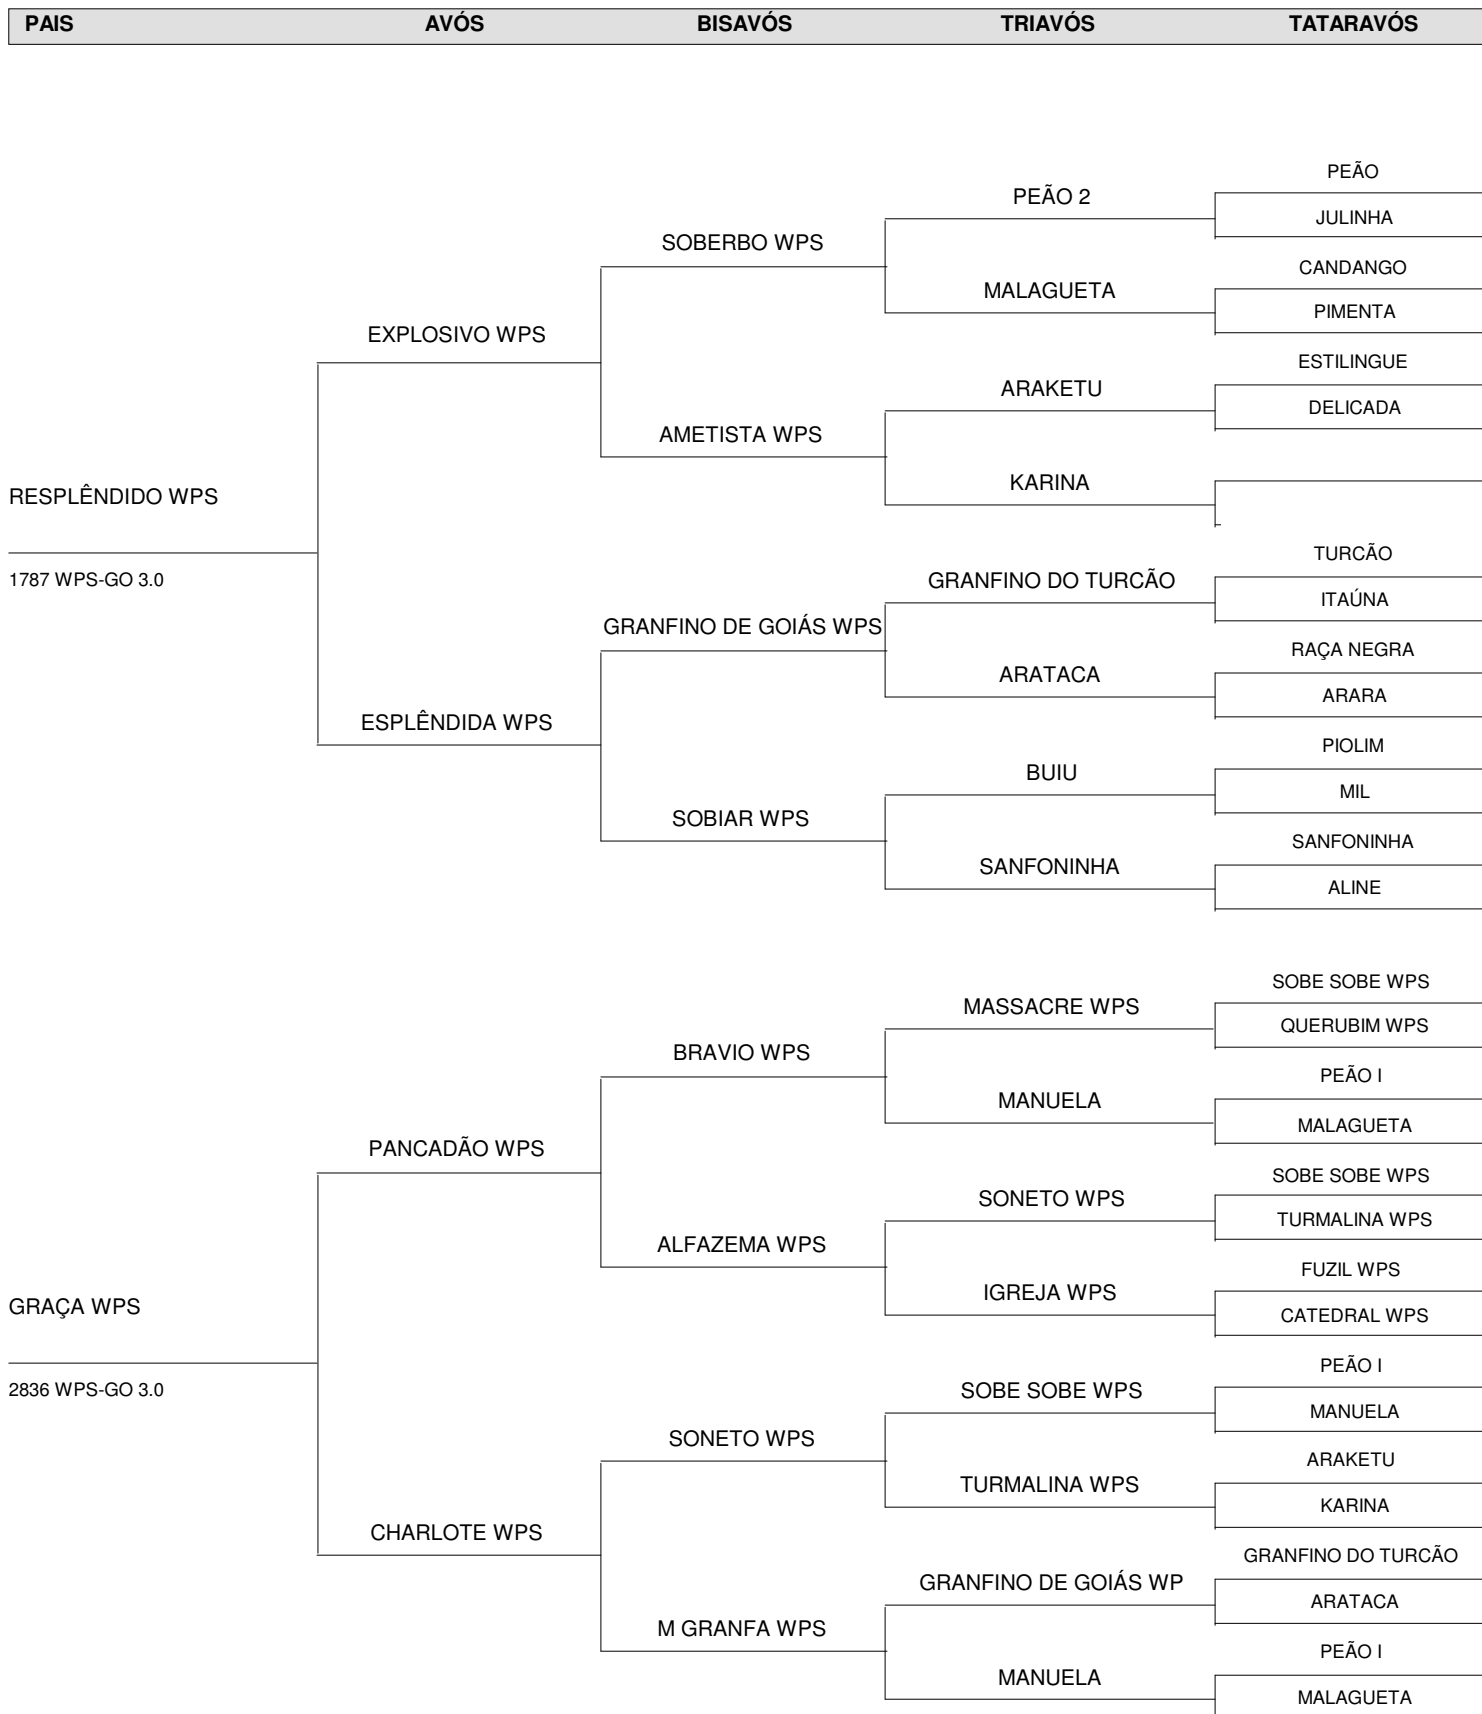 PAIS AVÓS BISAVÓS TRIAVÓS TATARAVÓS
PEÃO
PEÃO 2
JULINHA
SOBERBO WPS
CANDANGO
MALAGUETA
PIMENTA
EXPLOSIVO WPS
ESTILINGUE
ARAKETU
DELICADA
AMETISTA WPS
KARINA
RESPLÊNDIDO WPS
TURCÃO
1787 WPS-GO 3.0
GRANFINO DO TURCÃO
ITAÚNA
GRANFINO DE GOIÁS WPS
RAÇA NEGRA
ARATACA
ARARA
ESPLÊNDIDA WPS
PIOLIM
BUIU
MIL
SOBIAR WPS
SANFONINHA
SANFONINHA
ALINE
SOBE SOBE WPS
MASSACRE WPS
QUERUBIM WPS
BRAVIO WPS
PEÃO I
MANUELA
MALAGUETA
PANCADÃO WPS
SOBE SOBE WPS
SONETO WPS
TURMALINA WPS
ALFAZEMA WPS
FUZIL WPS
IGREJA WPS
CATEDRAL WPS
GRAÇA WPS
PEÃO I
2836 WPS-GO 3.0
SOBE SOBE WPS
MANUELA
SONETO WPS
ARAKETU
TURMALINA WPS
KARINA
CHARLOTE WPS
GRANFINO DO TURCÃO
GRANFINO DE GOIÁS WP
ARATACA
M GRANFA WPS
PEÃO I
MANUELA
MALAGUETA